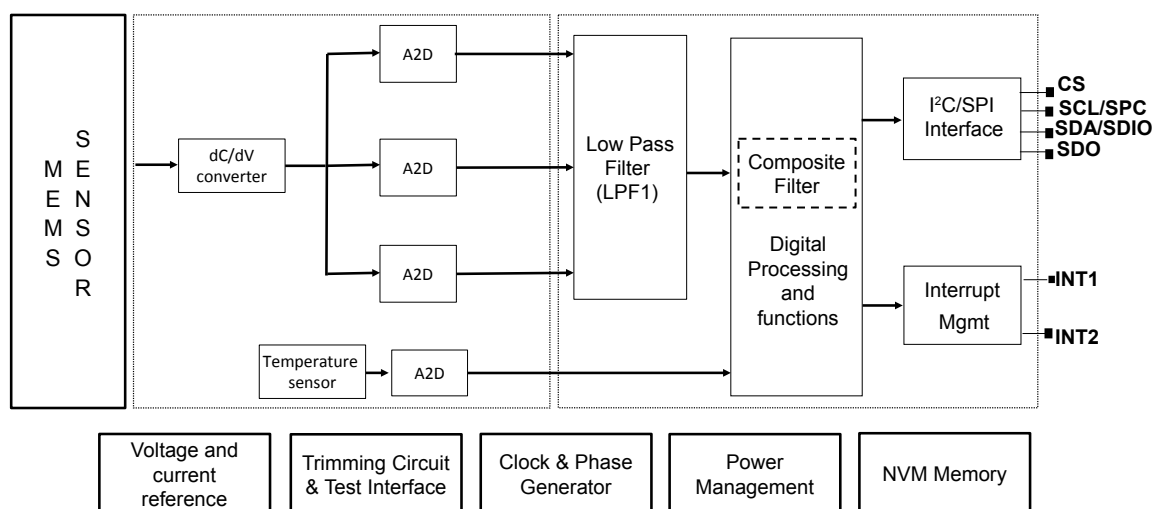 MEMS
SENSOR
dC/dV
converter
A2D
A2D
A2D
Temperature
sensor
A2D
Low Pass
Filter
(LPF1)
Composite
Filter
Digital
Processing
and
functions
I²C/SPI
Interface
CS
SCL/SPC
SDA/SDIO
SDO
Interrupt
Mgmt
INT1
INT2
Voltage and
current
reference
Trimming Circuit
& Test Interface
Clock & Phase
Generator
Power
Management
NVM Memory